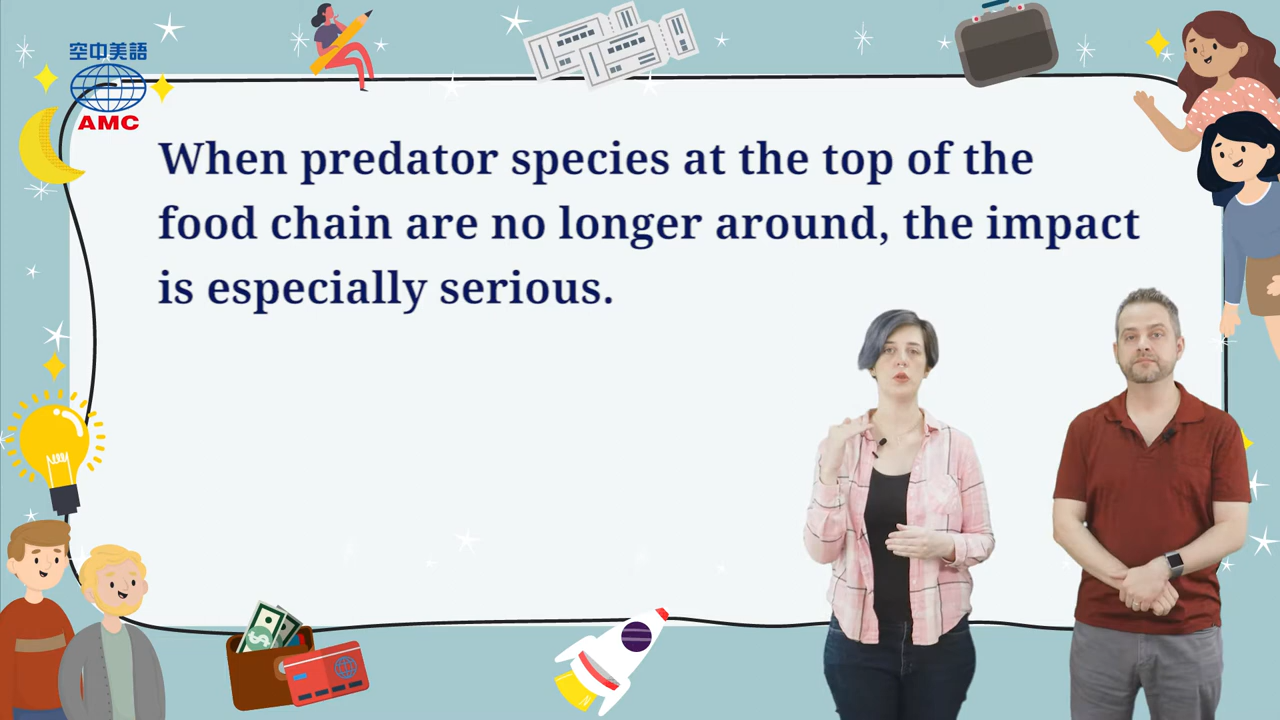 空中美語
AMC
When predator species at the top of the
food chain are no longer around, the impact
is especially serious.